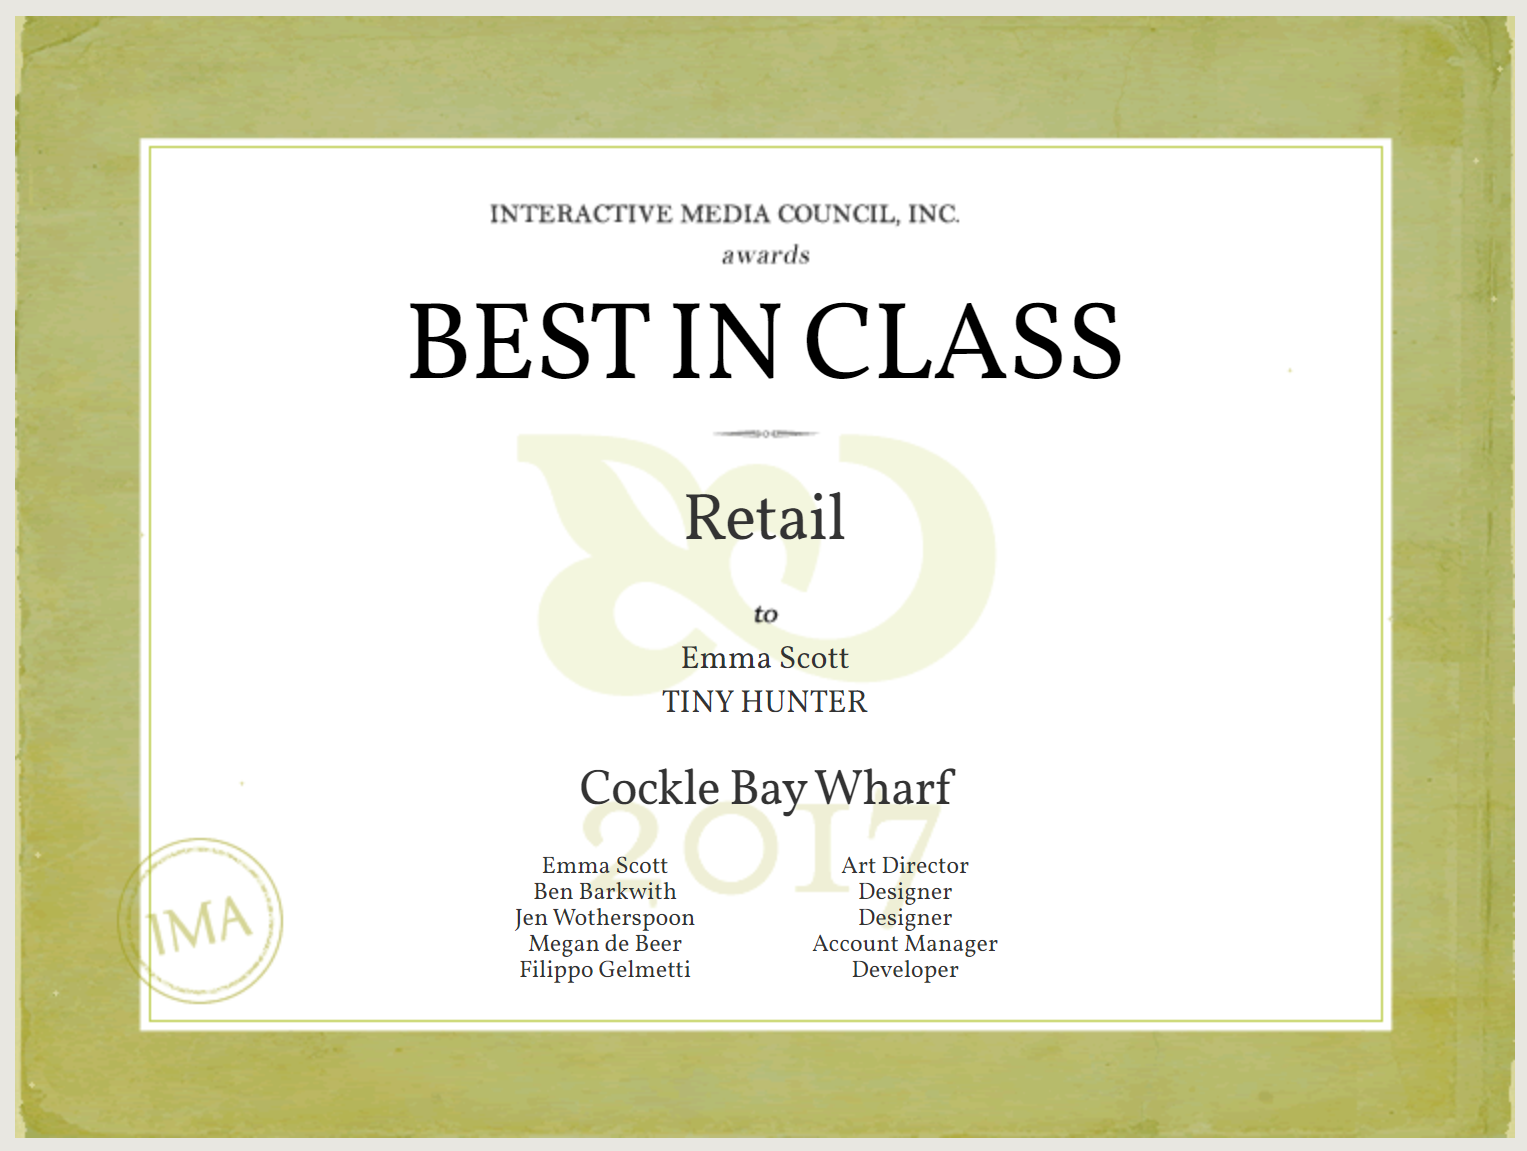 INTERACTIVE MEDIA COUNCIL, INC.
awards
BEST IN CLASS
Retail
to
Emma Scott
TINY HUNTER
Cockle Bay Wharf
2017
Emma Scott Art Director
Ben Barkwith Designer
Jen Wotherspoon Designer
Megan de Beer Account Manager
Filippo Gelmetti Developer
IMA